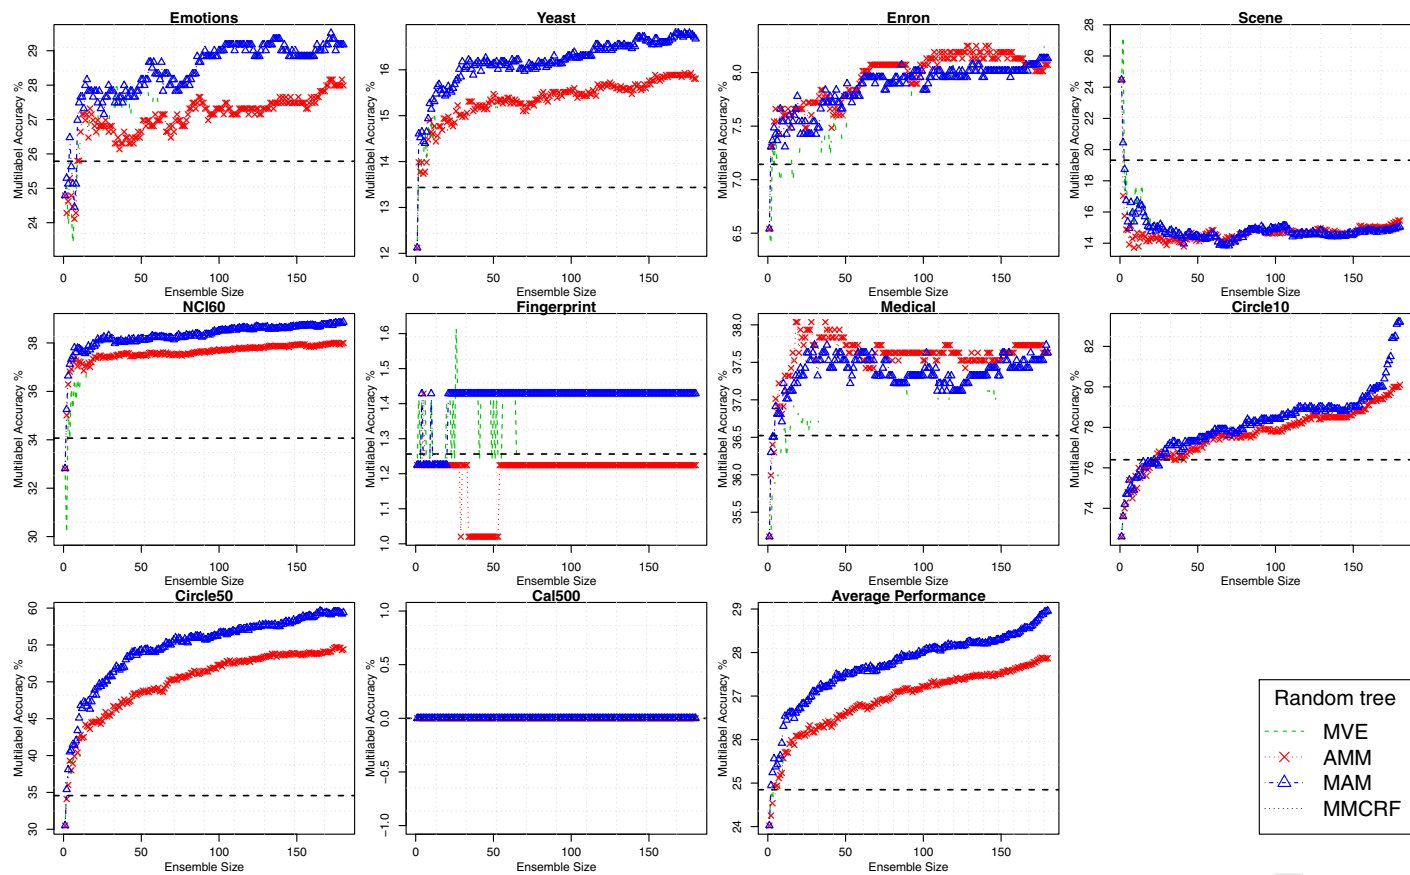 Emotions
Multilabel Accuracy %
24 25 26 27 28 29
0 50 100 150
Ensemble Size
Yeast
Multilabel Accuracy %
12 13 14 15 16
0 50 100 150
Ensemble Size
Enron
Multilabel Accuracy %
6.5 7.0 7.5 8.0
0 50 100 150
Ensemble Size
Scene
Multilabel Accuracy %
14 16 18 20 22 24 26 28
0 50 100 150
Ensemble Size
NCI60
Multilabel Accuracy %
30 32 34 36 38
0 50 100 150
Ensemble Size
Fingerprint
Multilabel Accuracy %
1.0 1.1 1.2 1.3 1.4 1.5 1.6
0 50 100 150
Ensemble Size
Medical
Multilabel Accuracy %
35.5 36.0 36.5 37.0 37.5 38.0
0 50 100 150
Ensemble Size
Circle10
Multilabel Accuracy %
74 76 78 80 82
0 50 100 150
Ensemble Size
Circle50
Multilabel Accuracy %
30 35 40 45 50 55 60
0 50 100 150
Ensemble Size
Cal500
Multilabel Accuracy %
−1.0 −0.5 0.0 0.5 1.0
0 50 100 150
Ensemble Size
Average Performance
Multilabel Accuracy %
24 25 26 27 28 29
0 50 100 150
Ensemble Size
Random tree
MVE
AMM
MAM
MMCRF